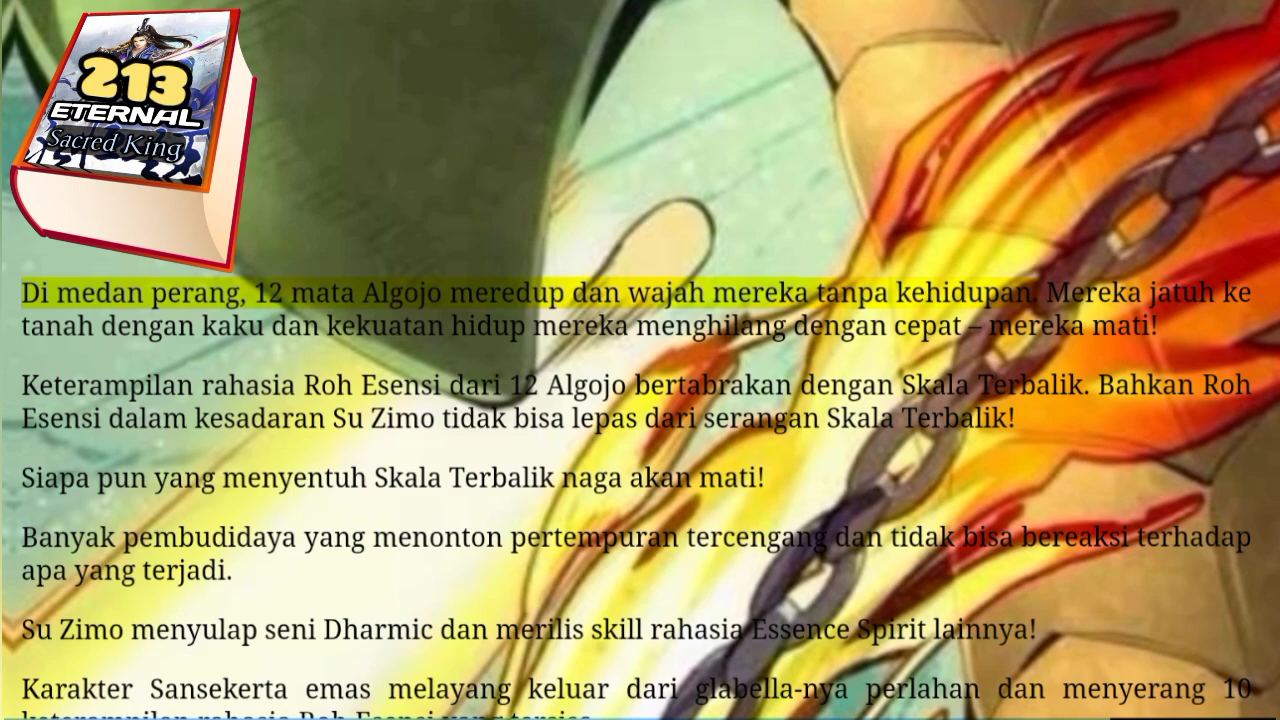 213
ETERNAL
Sacred King
Di medan perang, 12 mata Algojo meredup dan wajah mereka tanpa kehidupan. Mereka jatuh ke
tanah dengan kaku dan kekuatan hidup mereka menghilang dengan cepat – mereka mati!
Keterampilan rahasia Roh Esensi dari 12 Algojo bertabrakan dengan Skala Terbalik. Bahkan Roh
Esensi dalam kesadaran Su Zimo tidak bisa lepas dari serangan Skala Terbalik!
Siapa pun yang menyentuh Skala Terbalik naga akan mati!
Banyak pembudidaya yang menonton pertempuran tercengang dan tidak bisa bereaksi terhadap
apa yang terjadi.
Su Zimo menyulap seni Dharmic dan merilis skill rahasia Essence Spirit lainnya!
Karakter Sansekerta emas melayang keluar dari glabella-nya perlahan dan menyerang 10